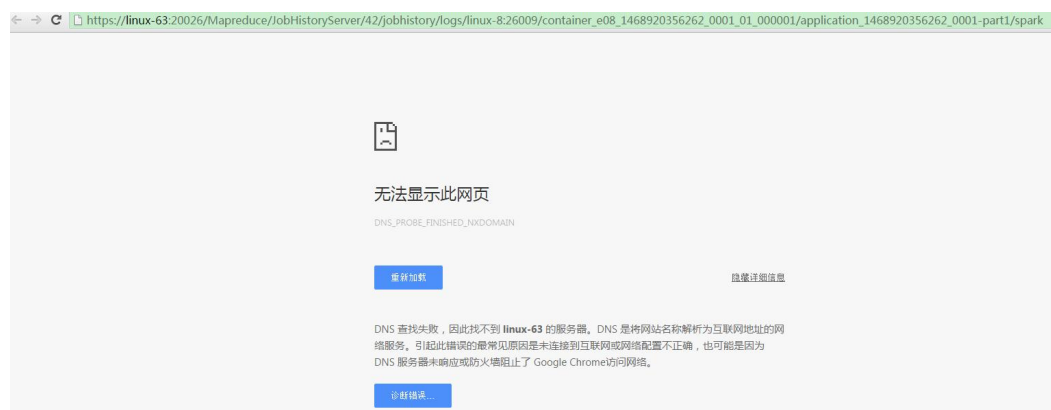 https://linux-63:20026/Mapreduce/JobHistoryServer/42/jobhistory/logs/linux-8:26009/container_e08_1468920356262_0001_01_000001/application_1468920356262_0001-part1/spark
无法显示此网页
DNS_PROBE_FINISHED_NXDOMAIN
重新加载
隐藏详细信息
DNS 查找失败，因此找不到 linux-63 的服务器。DNS 是将网站名称解析为互联网地址的网
络服务。引起此错误的最常见原因是未连接到互联网或网络配置不正确，也可能是因为
DNS 服务器未响应或防火墙阻止了 Google Chrome访问网络。
诊断错误...